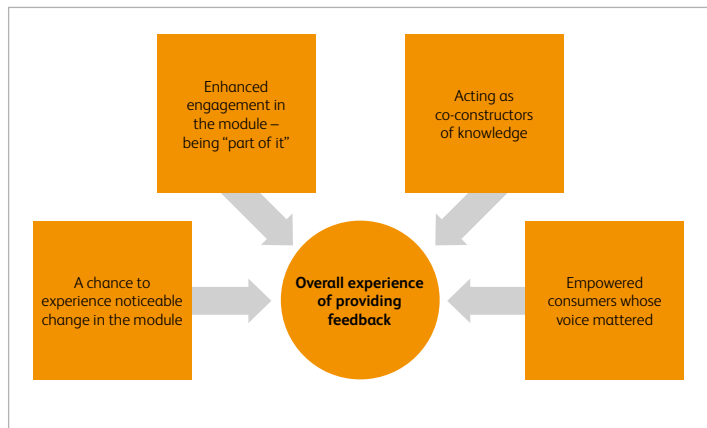 Enhanced
engagement in
the module –
being “part of it”
Acting as
co-constructors
of knowledge
A chance to
experience noticeable
change in the module
Overall experience
of providing
feedback
Empowered
consumers whose
voice mattered